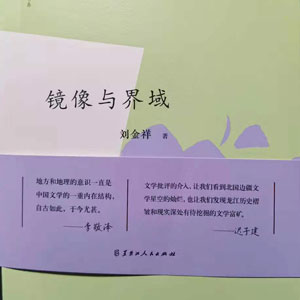 镜像与界域
刘金祥 著
地方和地理的意识一直是
中国文学的一重内在结构，
自古如此，于今尤甚。
——李敬泽
文学批评的介入，让我们看到北国边疆文
学星空的灿烂，也让我们发现龙江历史褶
皱和现实深处有待挖掘的文学富矿。
——迟子建
黑龙江人民出版社